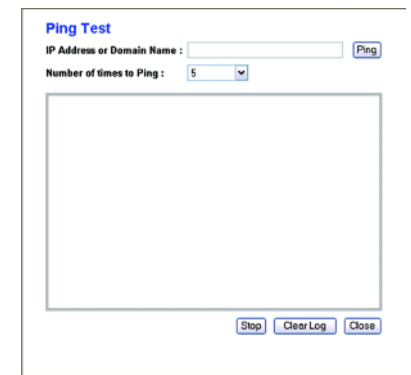 Ping Test
IP Address or Domain Name : Ping
Number of times to Ping : 5
Stop Clear Log Close